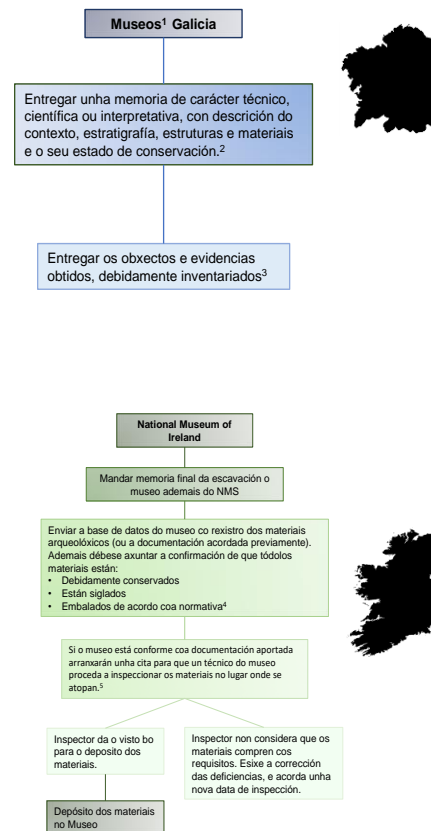 Museos¹ Galicia
Entregar unha memoria de carácter técnico,
científica ou interpretativa, con descrición do
contexto, estratigrafía, estruturas e materiais
e o seu estado de conservación.²
Entregar os obxectos e evidencias
obtidos, debidamente inventariados³
National Museum of
Ireland
Mandar memoria final da escavación o
museo ademais do NMS
Enviar a base de datos do museo co rexistro dos materiais
arqueolóxicos (ou a documentación acordada previamente).
Ademais débese axuntar a confirmación de que tódolos
materiais están:
• Debidamente conservados
• Están siglados
• Embalados de acordo coa normativa⁴
Si o museo está conforme coa documentación aportada
arranxarán unha cita para que un técnico do museo
proceda a inspeccionar os materiais no lugar onde se
atopan.⁵
Inspector da o visto bo
para o deposito dos
materiais.
Inspector non considera que os
materiais compren cos
requisitos. Esixe a corrección
das deficiencias, e acorda unha
nova data de inspección.
Depósito dos materiais
no Museo